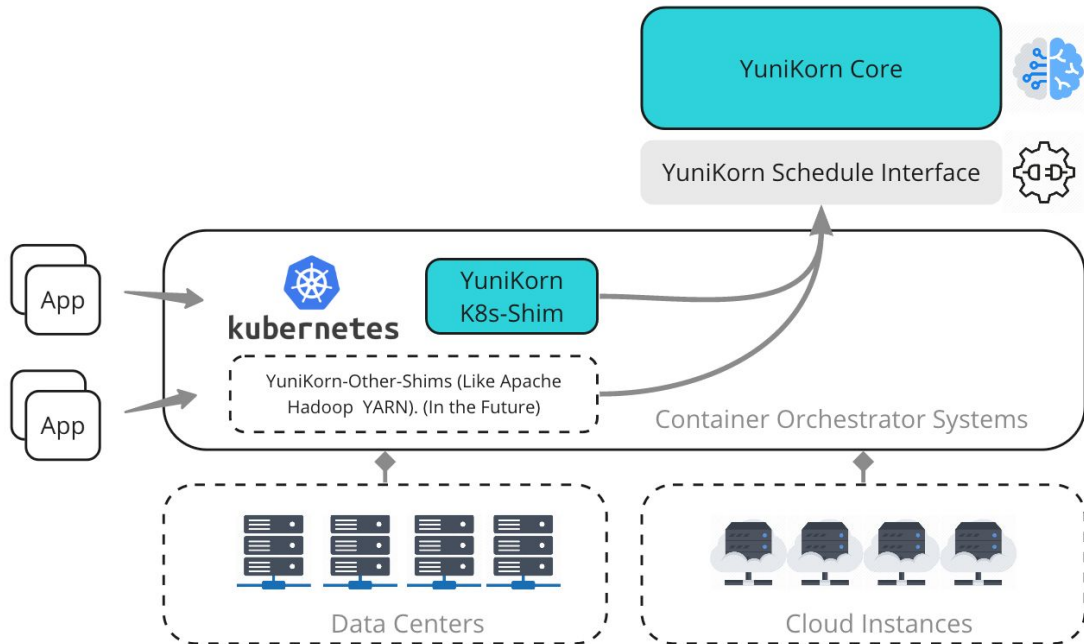 YuniKorn Core
YuniKorn Schedule Interface
App
kubernetes
YuniKorn
K8s-Shim
App
YuniKorn-Other-Shims (Like Apache
Hadoop YARN). (In the Future)
Container Orchestrator Systems
Data Centers
Cloud Instances